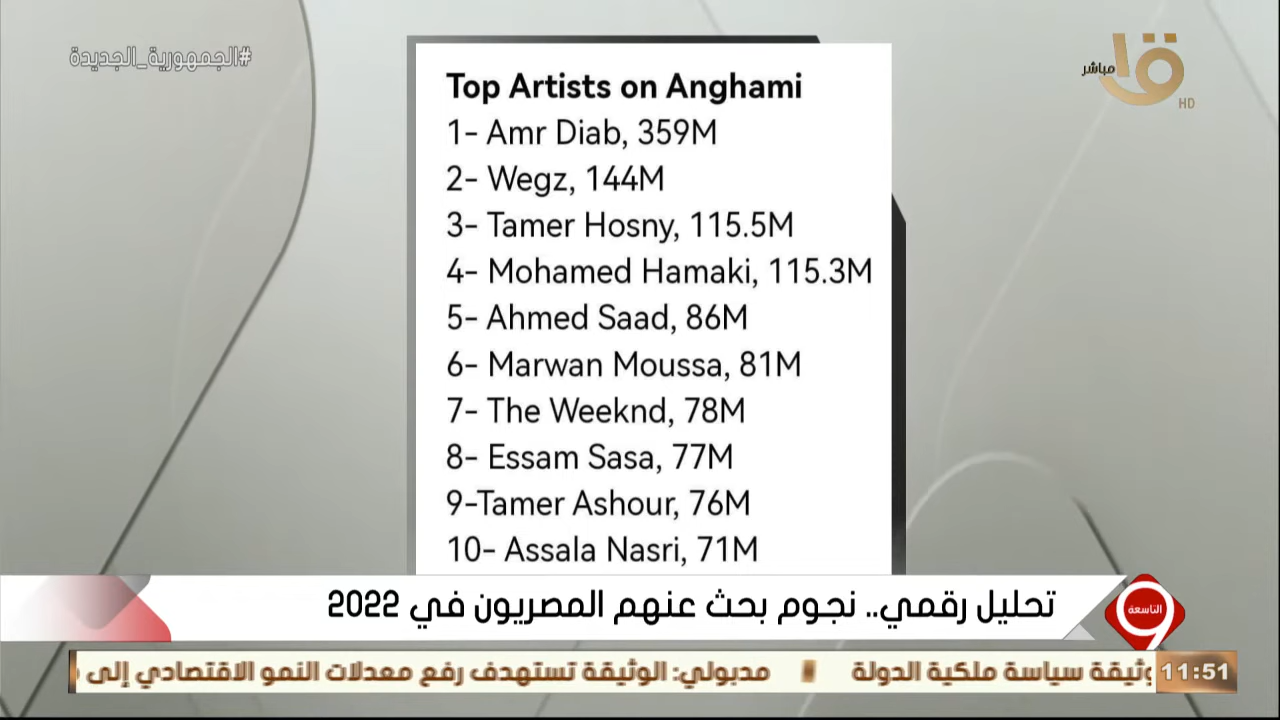 #الجمهورية_الجديدة
مباشر
HD
Top Artists on Anghami
1- Amr Diab, 359M
2- Wegz, 144M
3- Tamer Hosny, 115.5M
4- Mohamed Hamaki, 115.3M
5- Ahmed Saad, 86M
6- Marwan Moussa, 81M
7- The Weeknd, 78M
8- Essam Sasa, 77M
9-Tamer Ashour, 76M
10- Assala Nasri, 71M
تحليل رقمي.. نجوم بحث عنهم المصريون في 2022
التاسعة
9
وثيقة سياسة ملكية الدولة
مدبولي: الوثيقة تستهدف رفع معدلات النمو الاقتصادي إلى
11:51